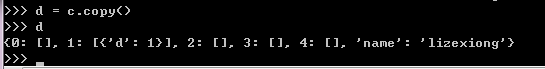 >>> d = c.copy()
>>> d
{0: [], 1: [{'d': 1}], 2: [], 3: [], 4: [], 'name': 'lizexiong'}
>>> _